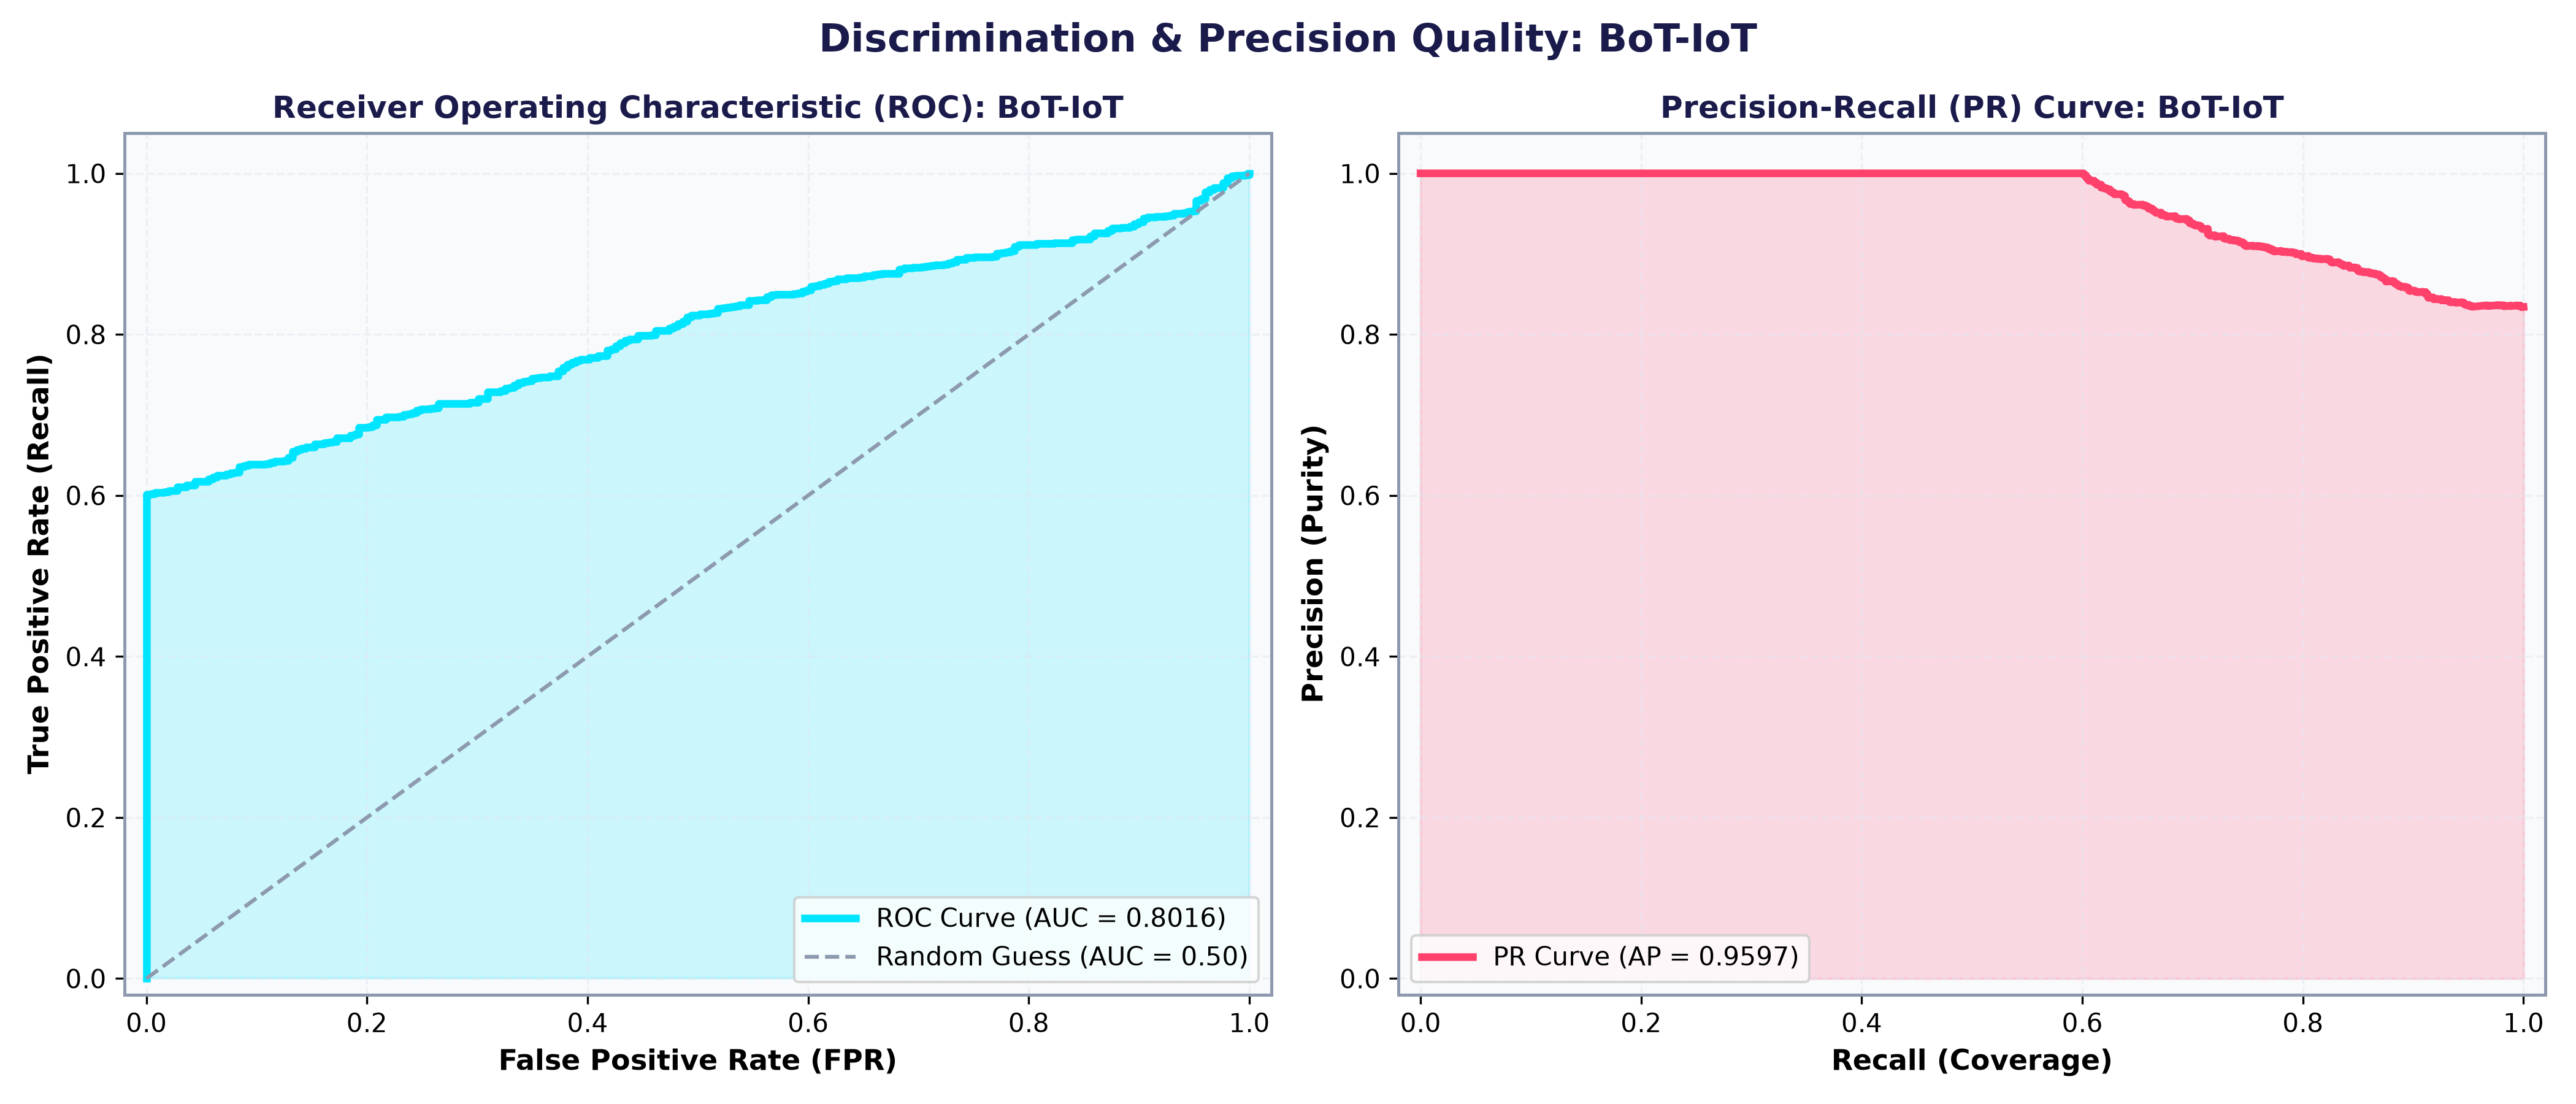 Discrimination & Precision Quality: BoT-IoT
Receiver Operating Characteristic (ROC): BoT-IoT
True Positive Rate (Recall)
1.0
0.8
0.6
0.4
0.2
0.0
0.0 0.2 0.4 0.6 0.8 1.0
False Positive Rate (FPR)
ROC Curve (AUC = 0.8016)
Random Guess (AUC = 0.50)
Precision-Recall (PR) Curve: BoT-IoT
Precision (Purity)
1.0
0.8
0.6
0.4
0.2
0.0
0.0 0.2 0.4 0.6 0.8 1.0
Recall (Coverage)
PR Curve (AP = 0.9597)